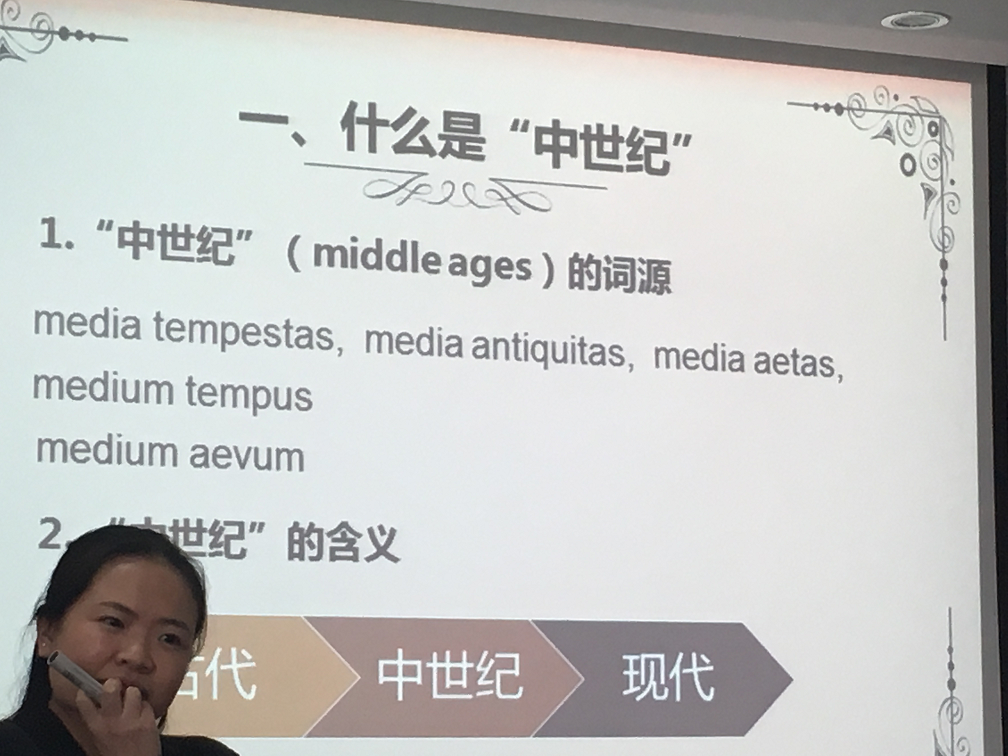 一、什么是“中世纪”
1.“中世纪”（middle ages）的词源
media tempestas, media antiquitas, media aetas,
medium tempus
medium aevum
2.“中世纪”的含义
古代 中世纪 现代